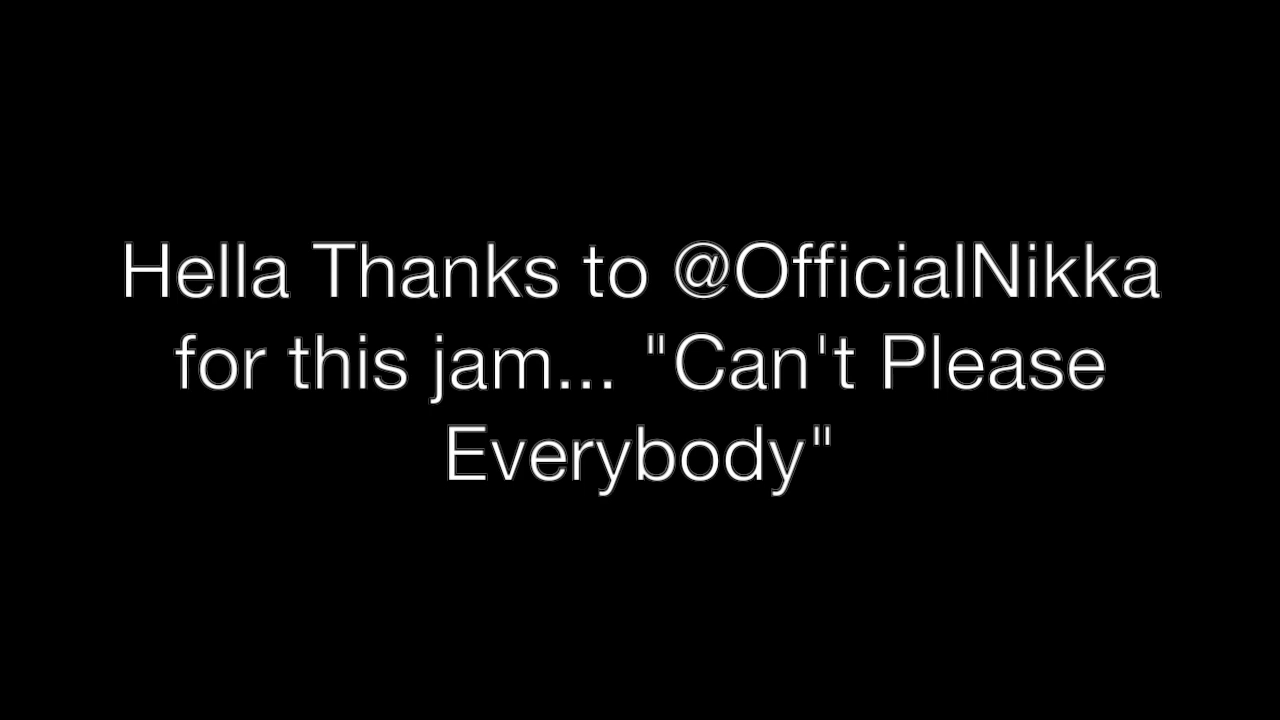 Hella Thanks to @OfficialNikka
for this jam... "Can't Please
Everybody"